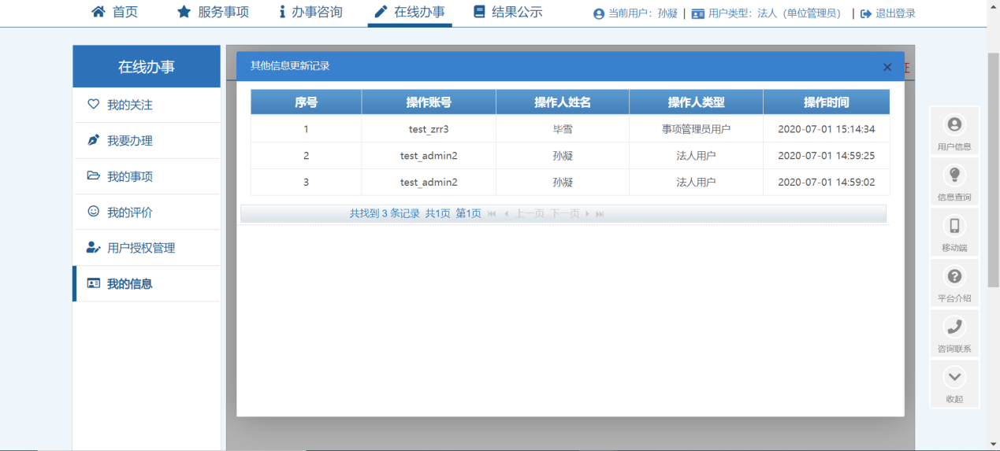 首页 服务事项 办事咨询 在线办事 结果公示 当前用户：孙凝 | 用户类型：法人（单位管理员） | 退出登录
在线办事
我的关注
我要办理
我的事项
我的评价
用户授权管理
我的信息
其他信息更新记录 ×
序号 操作账号 操作人姓名 操作人类型 操作时间
1 test_zrr3 毕雪 事项管理员用户 2020-07-01 15:14:34
2 test_admin2 孙凝 法人用户 2020-07-01 14:59:25
3 test_admin2 孙凝 法人用户 2020-07-01 14:59:02
共找到 3 条记录 共1页 第1页 上一页 下一页
用户信息
信息查询
移动端
平台介绍
咨询联系
收起